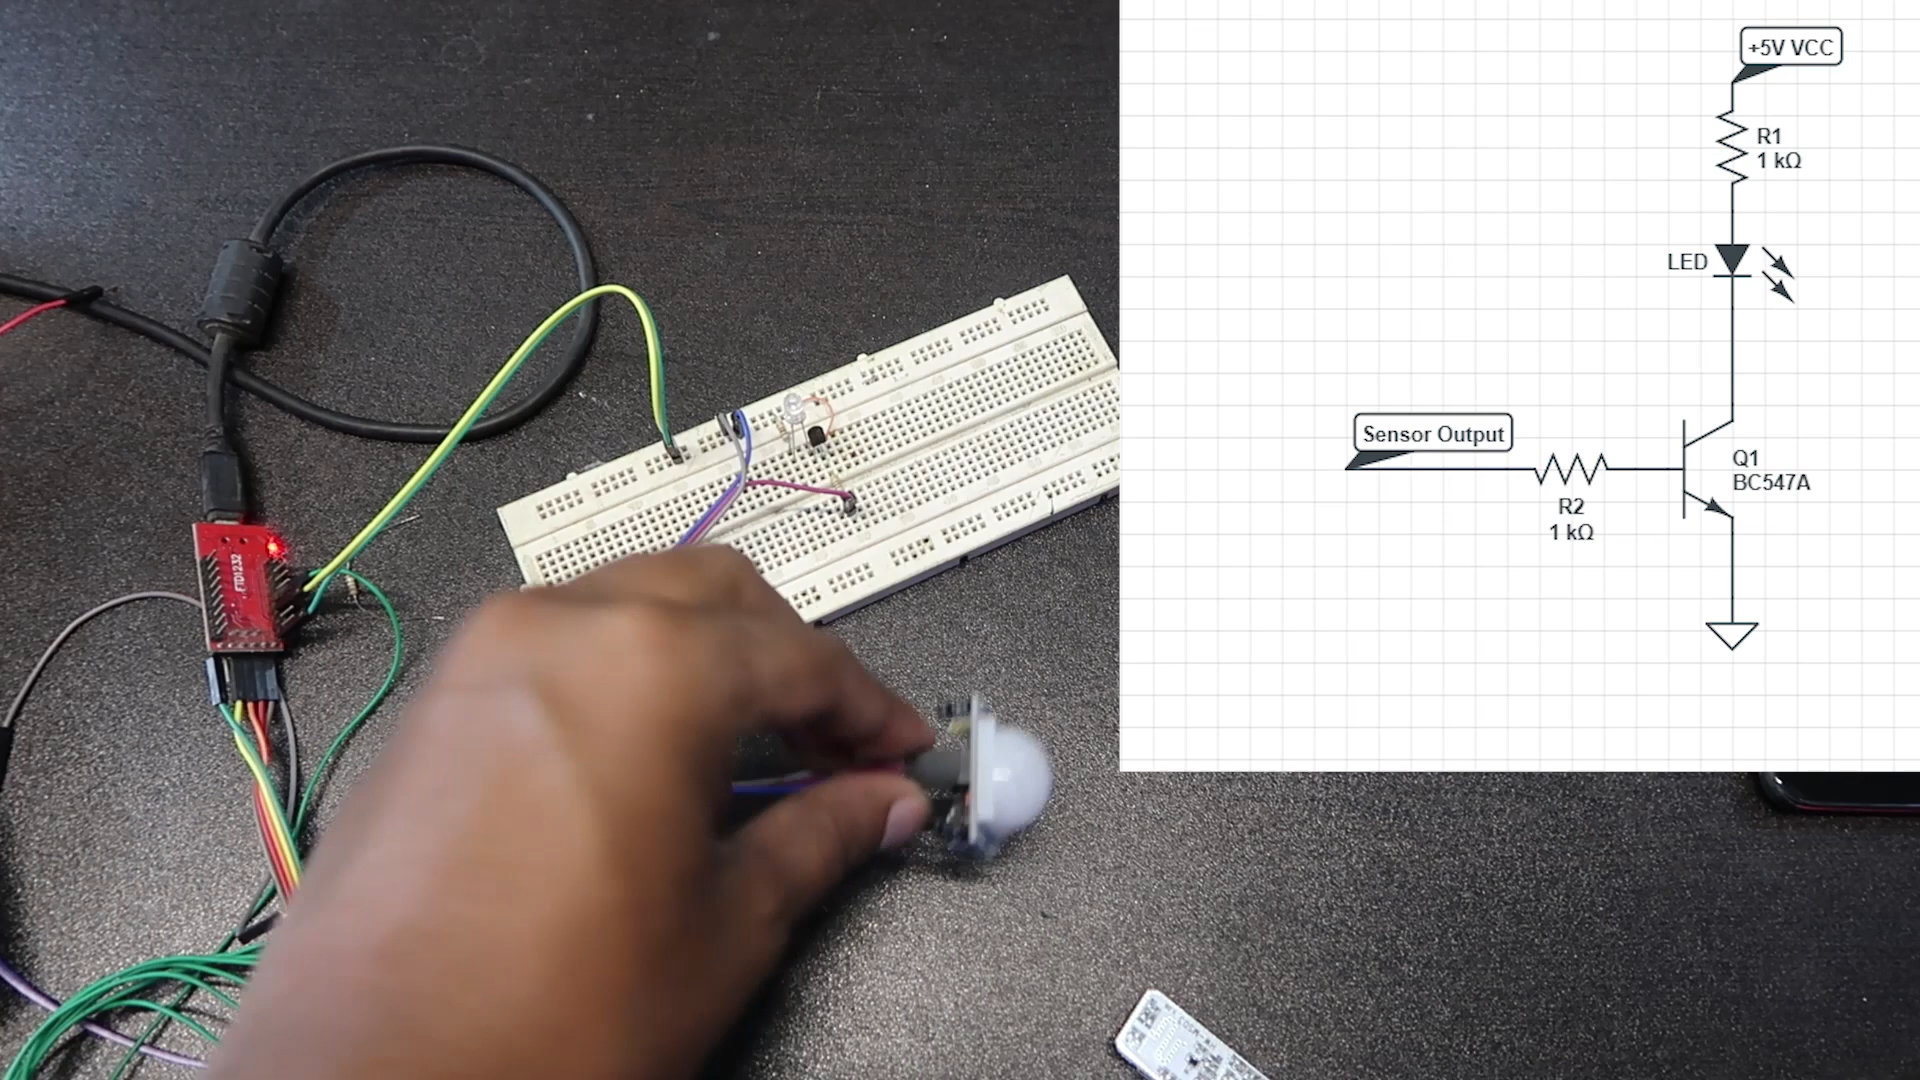 +5V VCC
R1
1 kΩ
LED
Sensor Output
Q1
BC547A
R2
1 kΩ
FTDI232